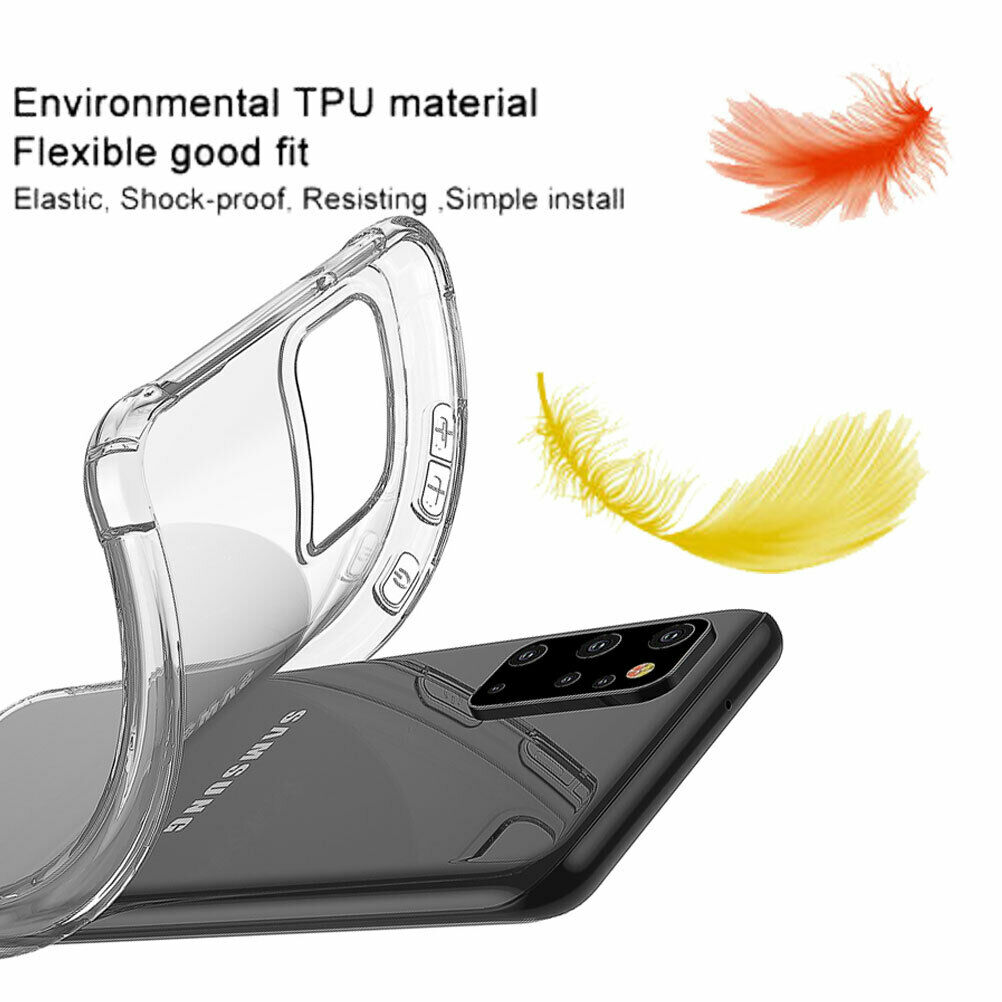 Environmental TPU material
Flexible good fit
Elastic, Shock-proof, Resisting ,Simple install
SAMSUNG